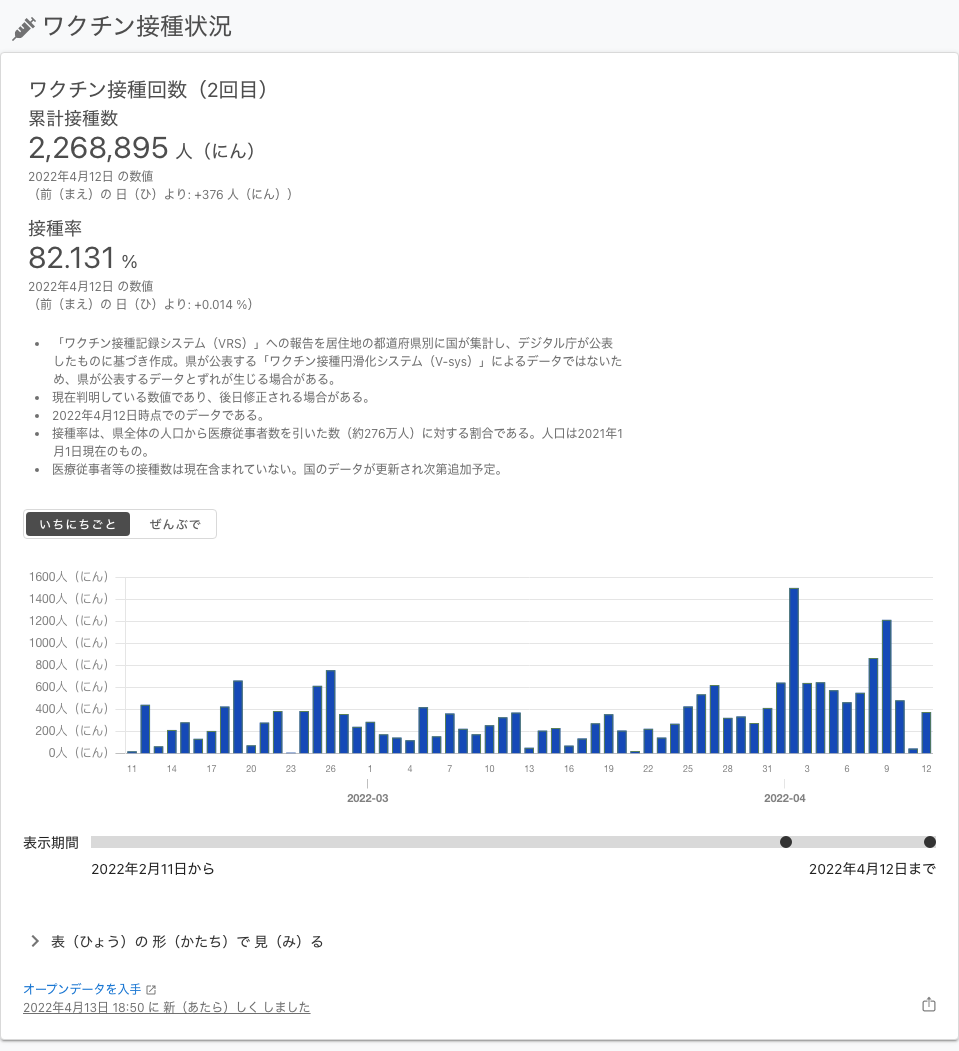 ワクチン接種状況
ワクチン接種回数（2回目）
累計接種数
2,268,895 人（にん）
2022年4月12日 の数値
（前（まえ）の 日（ひ）より: +376 人（にん））
接種率
82.131 %
2022年4月12日 の数値
（前（まえ）の 日（ひ）より: +0.014 %）
• 「ワクチン接種記録システム（VRS）」への報告を居住地の都道府県別に国が集計し、デジタル庁が公表
したものに基づき作成。県が公表する「ワクチン接種円滑化システム（V-sys）」によるデータではないた
め、県が公表するデータとずれが生じる場合がある。
• 現在判明している数値であり、後日修正される場合がある。
• 2022年4月12日時点でのデータである。
• 接種率は、県全体の人口から医療従事者数を引いた数（約276万人）に対する割合である。人口は2021年1
月1日現在のもの。
• 医療従事者等の接種数は現在含まれていない。国のデータが更新され次第追加予定。
いちにちごと ぜんぶで
1600人（にん）
1400人（にん）
1200人（にん）
1000人（にん）
800人（にん）
600人（にん）
400人（にん）
200人（にん）
0人（にん）
11 14 17 20 23 26 1 4 7 10 13 16 19 22 25 28 31 3 6 9 12
2022-03 2022-04
表示期間
2022年2月11日から 2022年4月12日まで
表（ひょう）の 形（かたち）で 見（み）る
オープンデータを入手
2022年4月13日 18:50 に 新（あたら）しく しました